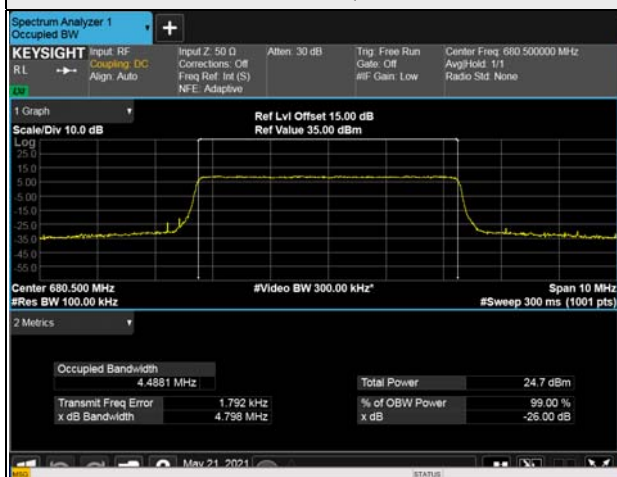 Spectrum Analyzer 1
Occupied BW
KEYSIGHT
RL
Input: RF
Coupling: DC
Align: Auto
Input Z: 50 Ω
Corrections: Off
Freq Ref: Int (S)
NFE: Adaptive
Atten: 30 dB
Trig: Free Run
Gate: Off
#IF Gain: Low
Center Freq: 680.500000 MHz
Avg|Hold: 1/1
Radio Std: None
LXI
1 Graph
Scale/Div 10.0 dB
Ref Lvl Offset 15.00 dB
Ref Value 35.00 dBm
Log
25.0
15.0
5.00
-5.00
-15.0
-25.0
-35.0
-45.0
-55.0
Center 680.500 MHz
#Video BW 300.00 kHz*
Span 10 MHz
#Res BW 100.00 kHz
#Sweep 300 ms (1001 pts)
2 Metrics
Occupied Bandwidth
4.4881 MHz
Total Power 24.7 dBm
Transmit Freq Error 1.792 kHz
% of OBW Power 99.00 %
x dB Bandwidth 4.798 MHz
x dB -26.00 dB
May 21, 2021
MSG
STATUS